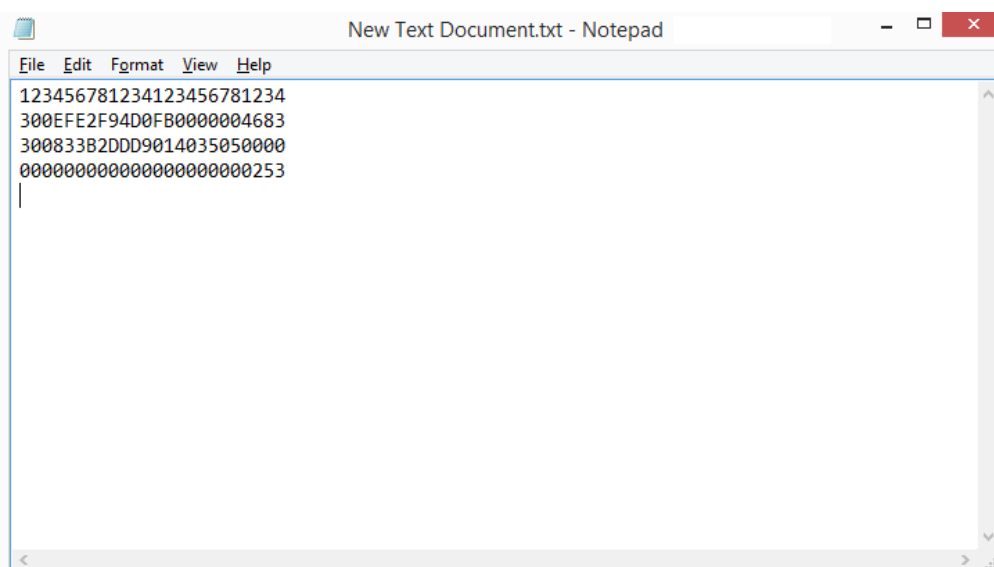 New Text Document.txt - Notepad
File Edit Format View Help
123456781234123456781234
300EFE2F94D0FB0000004683
300833B2DDD9014035050000
000000000000000000000253